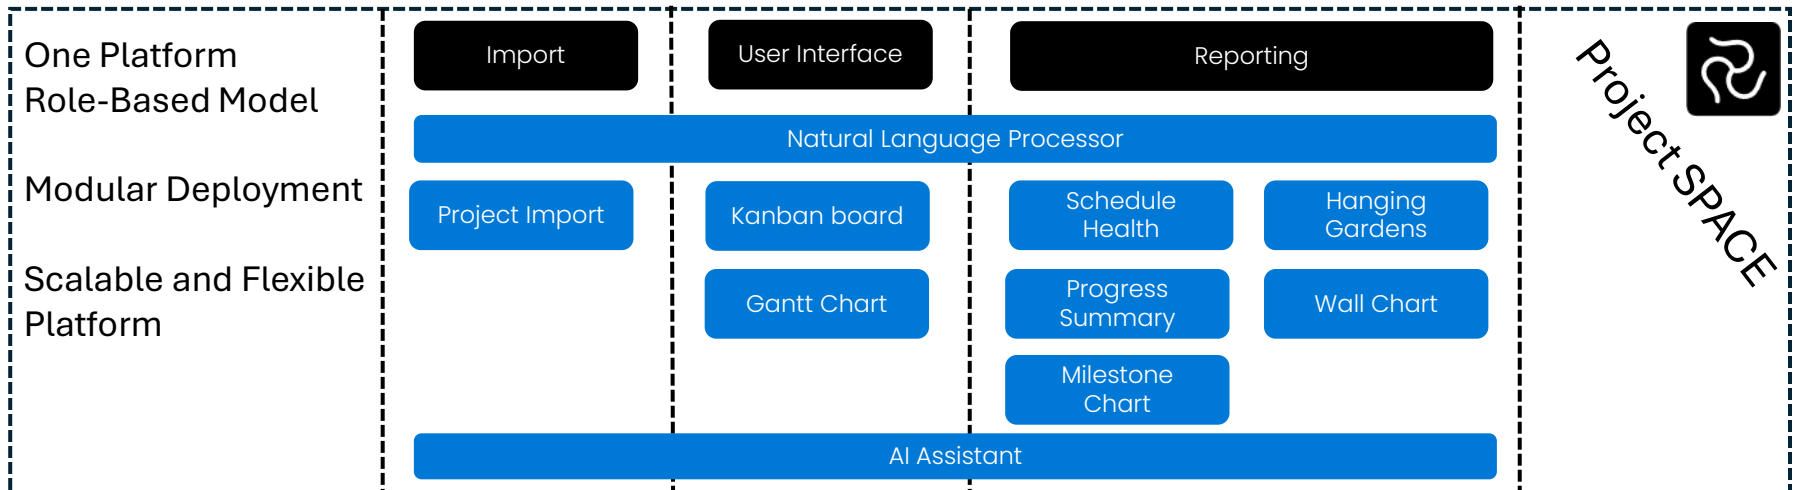 One Platform
Role-Based Model
Modular Deployment
Scalable and Flexible
Platform
Import
User Interface
Reporting
Natural Language Processor
Project Import
Kanban board
Gantt Chart
Schedule
Health
Hanging
Gardens
Progress
Summary
Wall Chart
Milestone
Chart
AI Assistant
Project SPACE